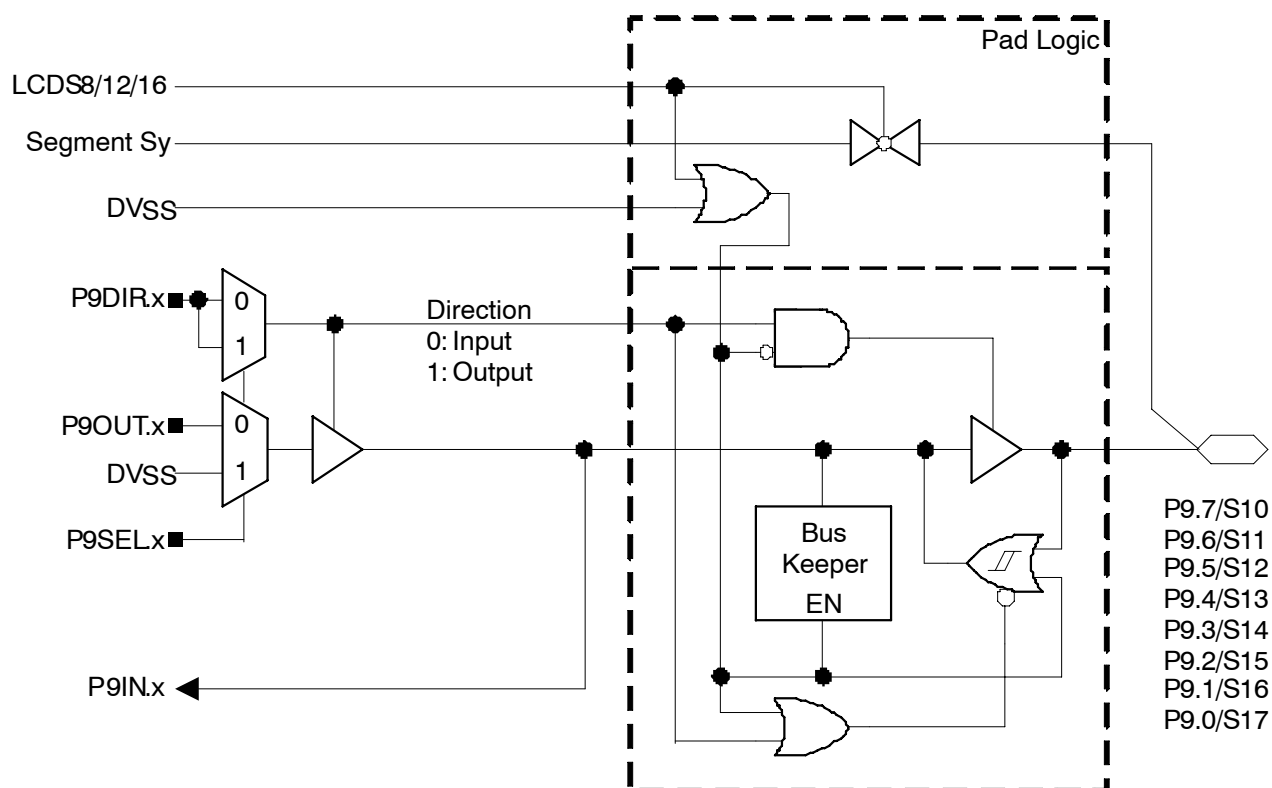 Pad Logic
LCDS8/12/16
Segment Sy
DVSS
P9DIR.x
0
1
Direction
0: Input
1: Output
P9OUT.x
0
DVSS
1
P9SEL.x
Bus
Keeper
EN
P9IN.x
P9.7/S10
P9.6/S11
P9.5/S12
P9.4/S13
P9.3/S14
P9.2/S15
P9.1/S16
P9.0/S17